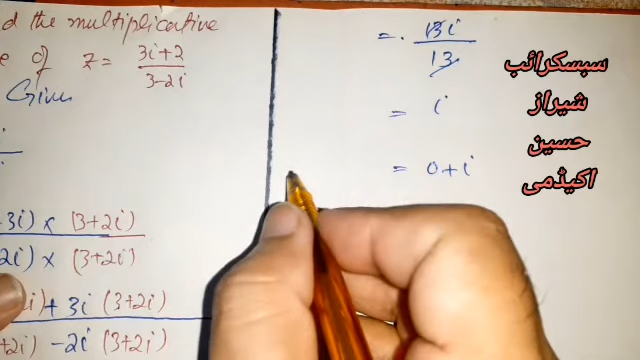 d the multiplicative
e of z = 3i+2 / 3-2i
Given
i
i
3i) × (3+2i)
2i) × (3+2i)
i) + 3i (3+2i)
+2i) -2i (3+2i)
= . 13i / 13
= i
= 0+i
سبسکرائب
شیراز
حسین
اکیڈمی